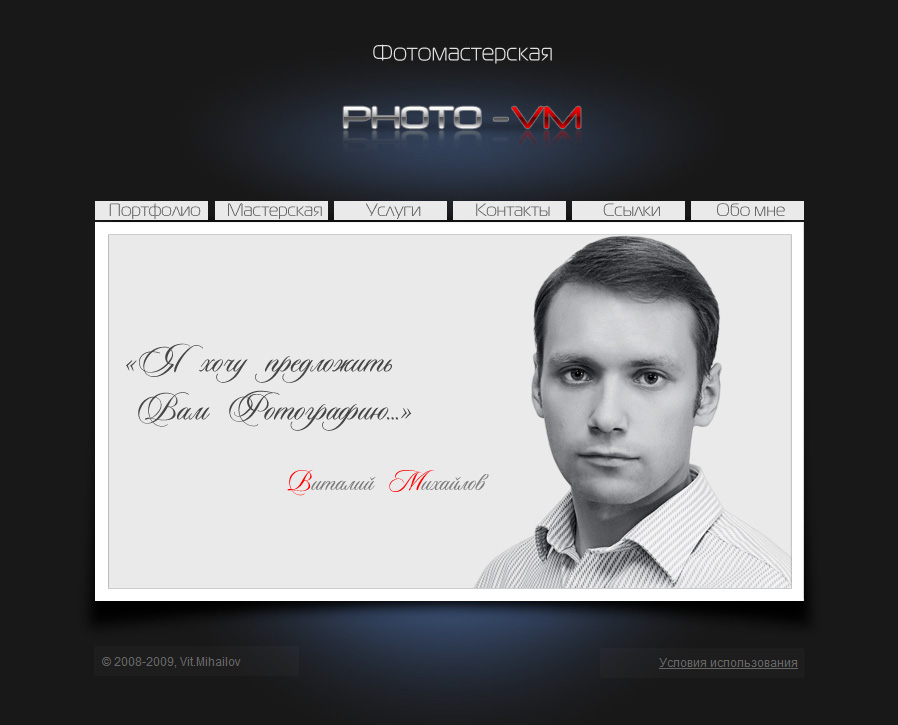 Фотомастерская
PHOTO - VM
Портфолио Мастерская Услуги Контакты Ссылки Обо мне
«Я хочу предложить
Вам Фотографию...»
Виталий Михайлов
© 2008-2009, Vit.Mihailov Условия использования